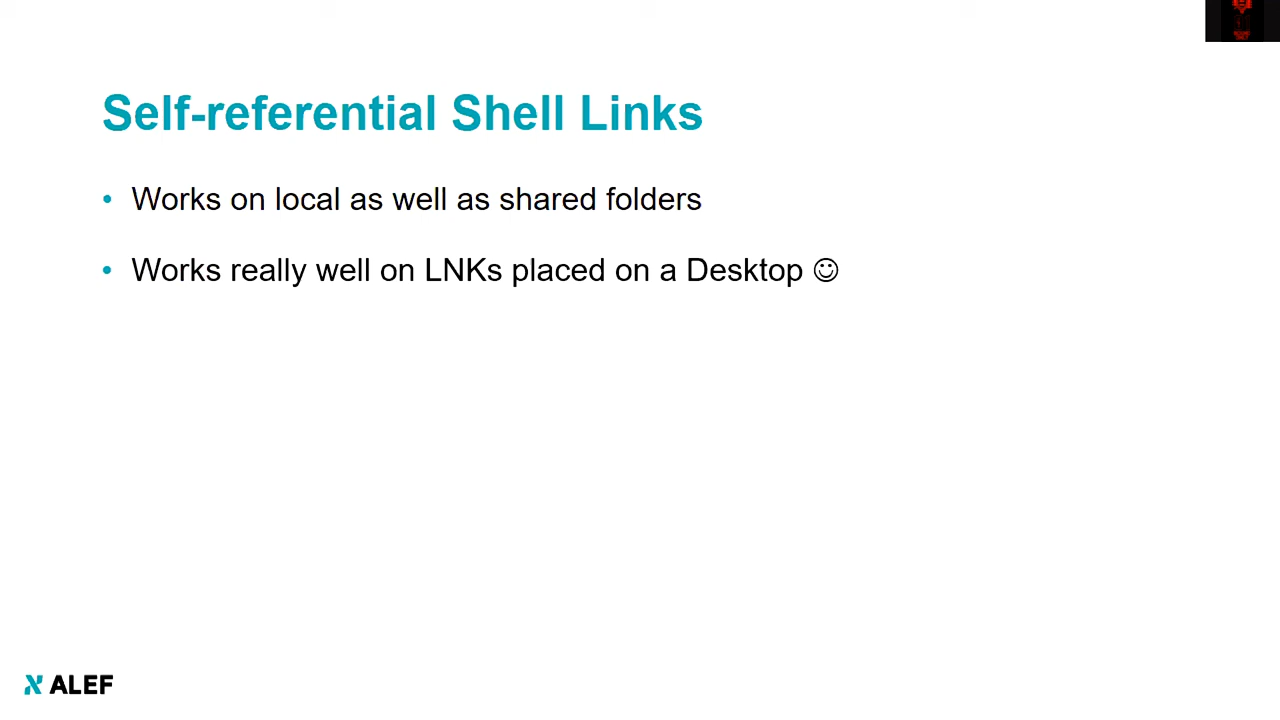 Self-referential Shell Links
• Works on local as well as shared folders
• Works really well on LNKs placed on a Desktop ☺
ALEF